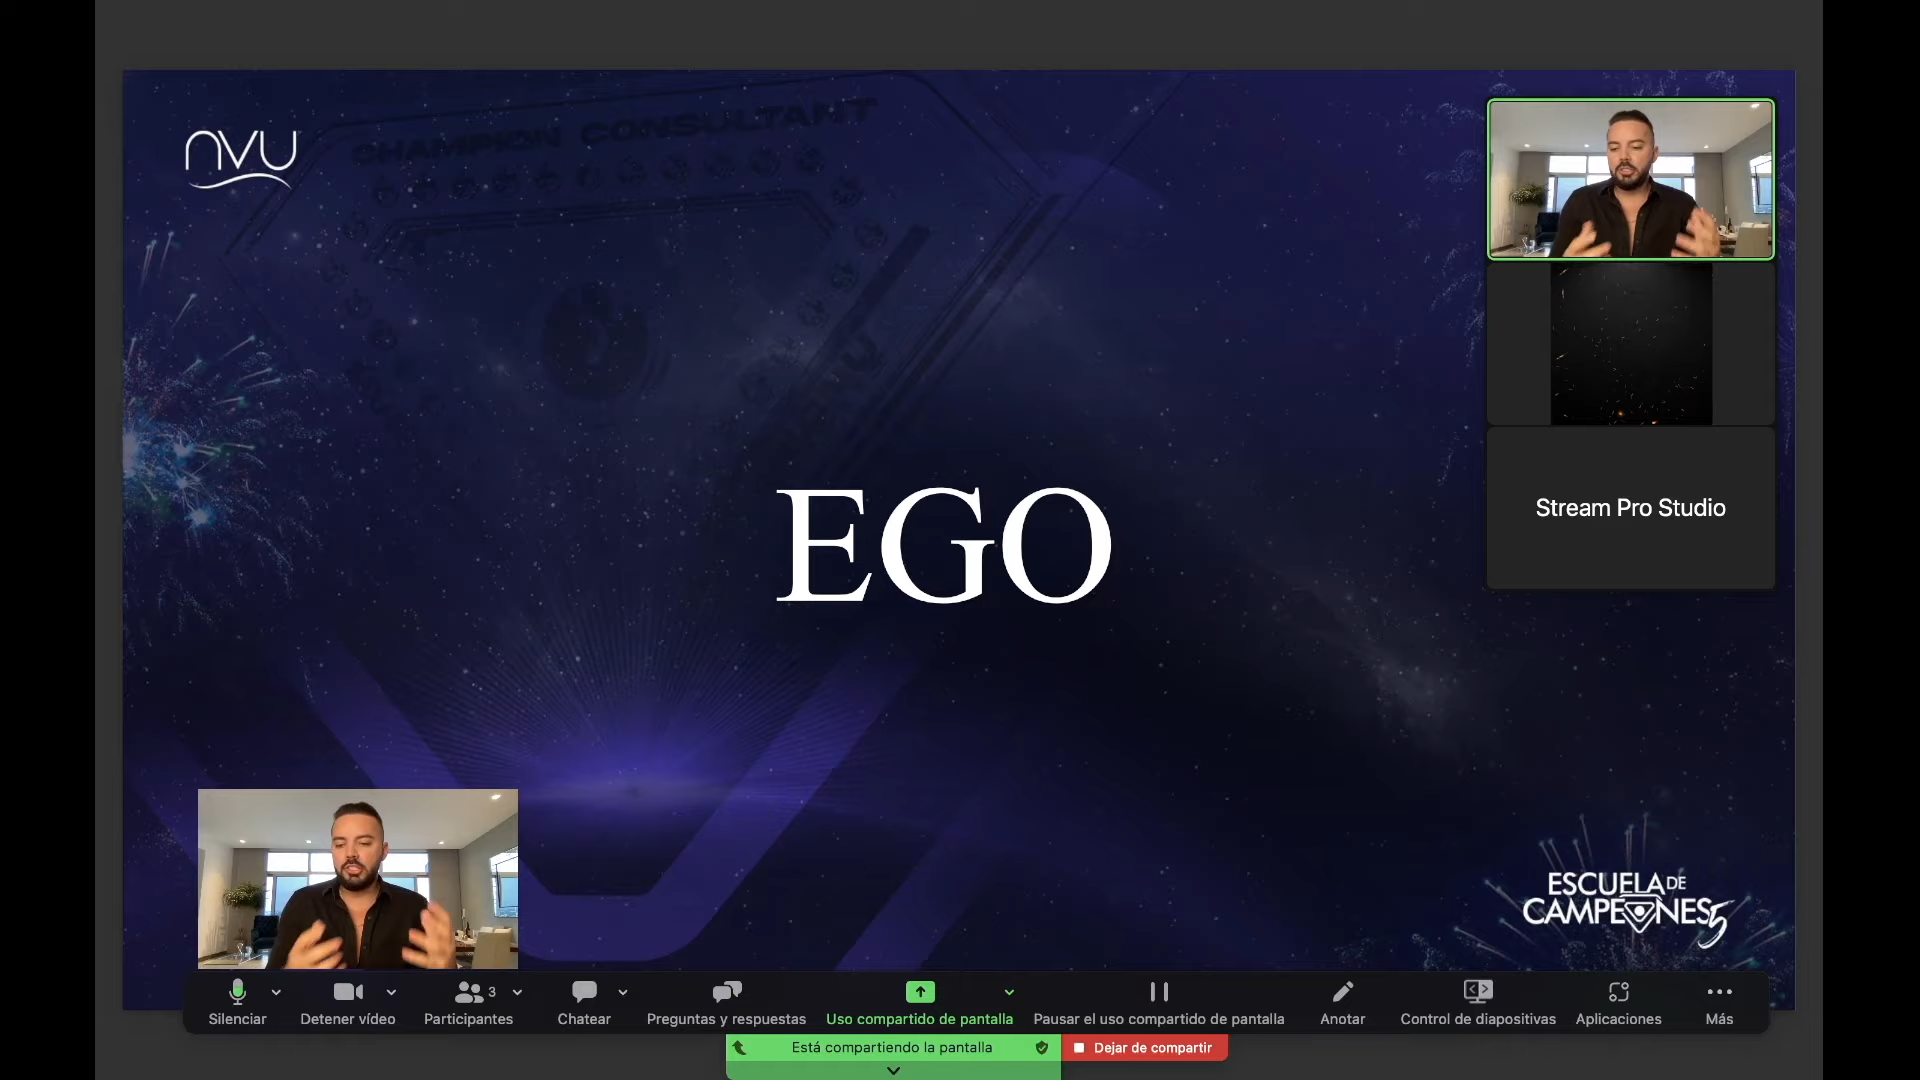 CHAMPION CONSULTANT
nvu
EGO
Stream Pro Studio
ESCUELA DE
CAMPEONES 5
Silenciar
Detener vídeo
3
Participantes
Chatear
Preguntas y respuestas
Uso compartido de pantalla
Pausar el uso compartido de pantalla
Anotar
Control de diapositivas
Aplicaciones
Más
Está compartiendo la pantalla
Dejar de compartir